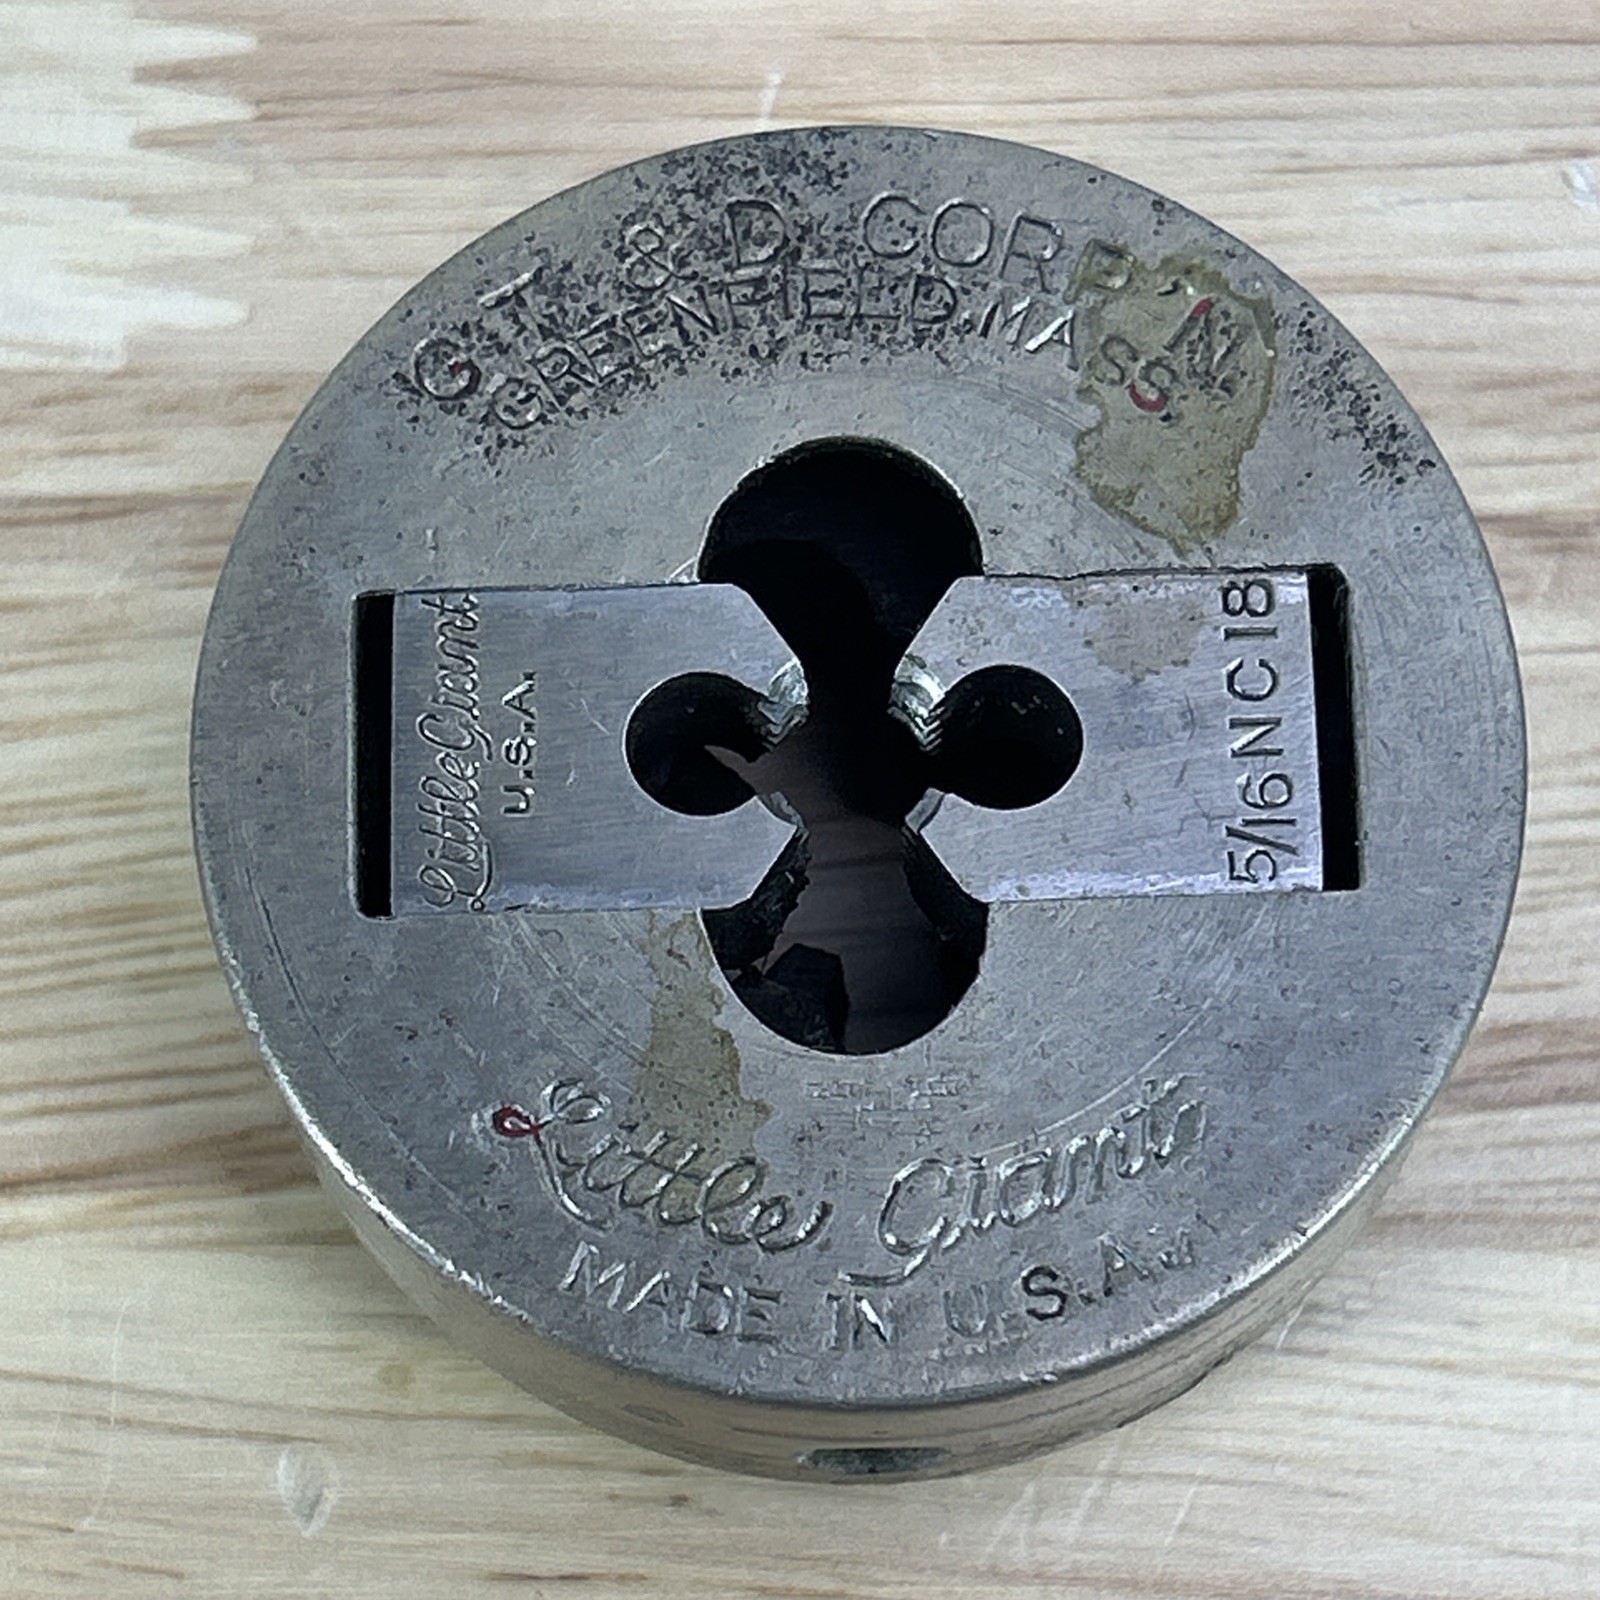 G T & D CORP.
GREENFIELD, MASS.
Little Giant
U.S.A.
5/16NC18
Little Giant
MADE IN U.S.A.